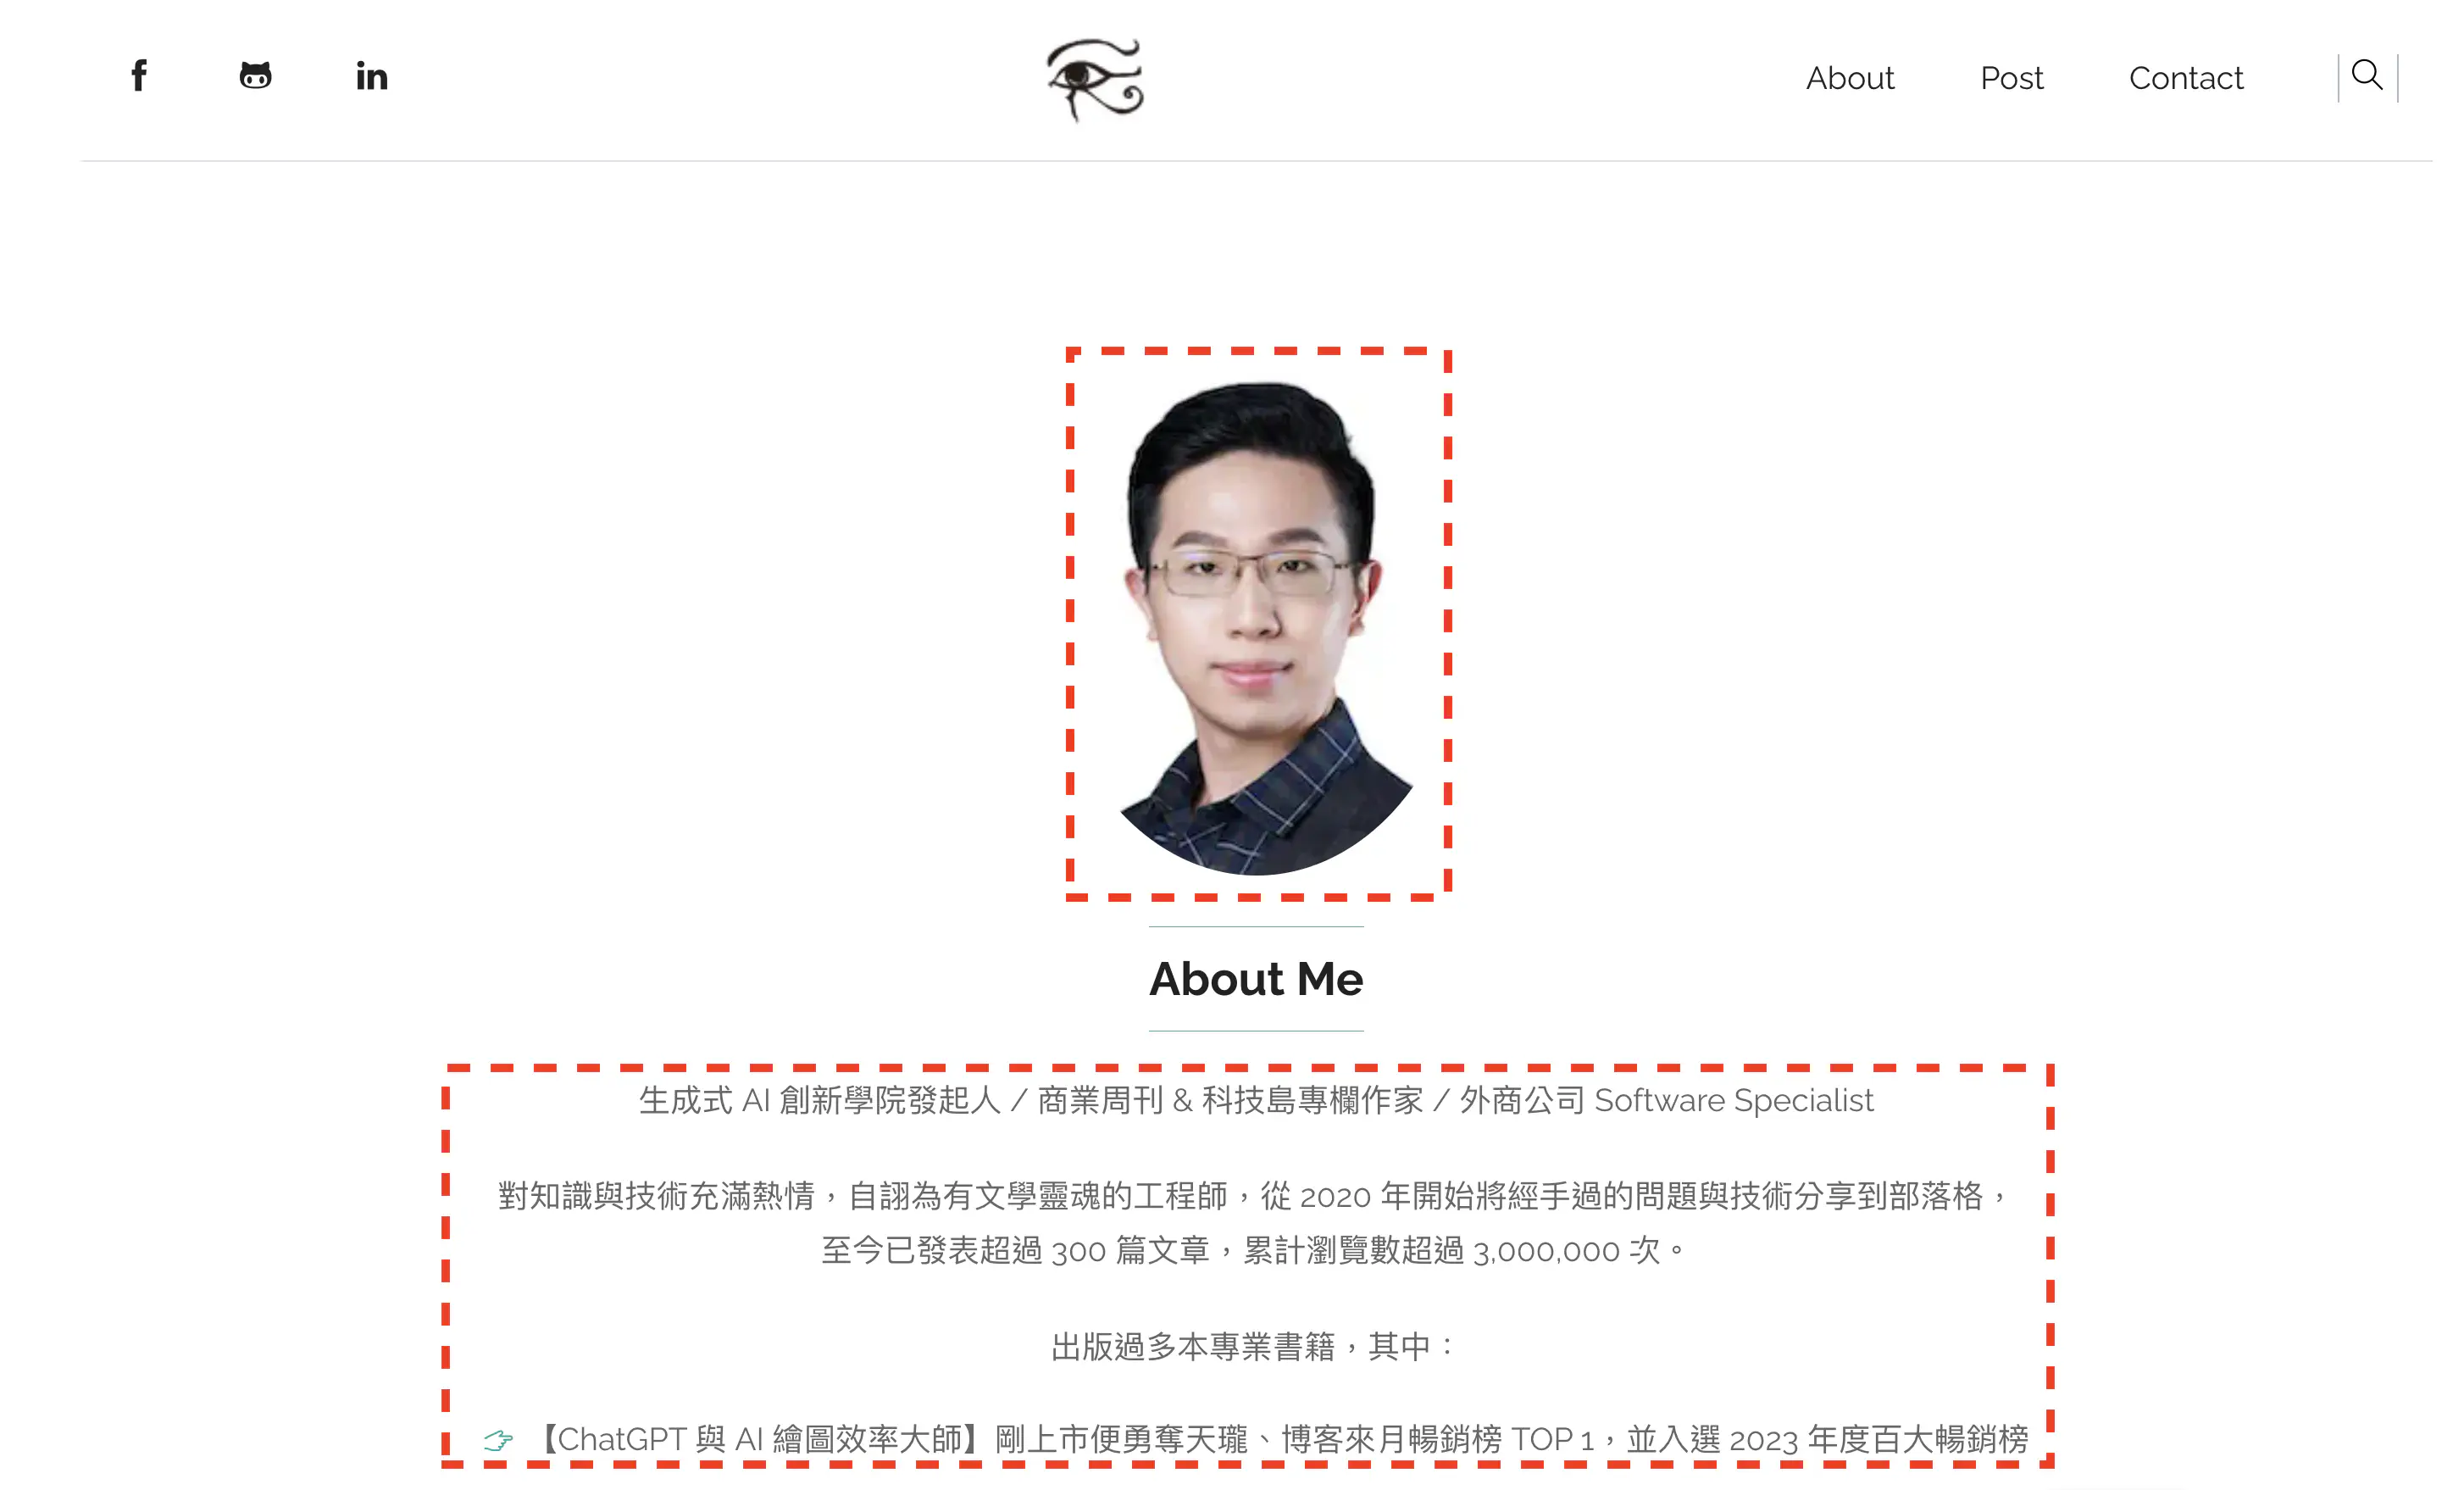 About
Post
Contact
About Me
生成式 AI 創新學院發起人 / 商業周刊 & 科技島專欄作家 / 外商公司 Software Specialist
對知識與技術充滿熱情，自詡為有文學靈魂的工程師，從 2020 年開始將經手過的問題與技術分享到部落格，
至今已發表超過 300 篇文章，累計瀏覽數超過 3,000,000 次。
出版過多本專業書籍，其中：
【ChatGPT 與 AI 繪圖效率大師】剛上市便勇奪天瓏、博客來月暢銷榜 TOP 1，並入選 2023 年度百大暢銷榜